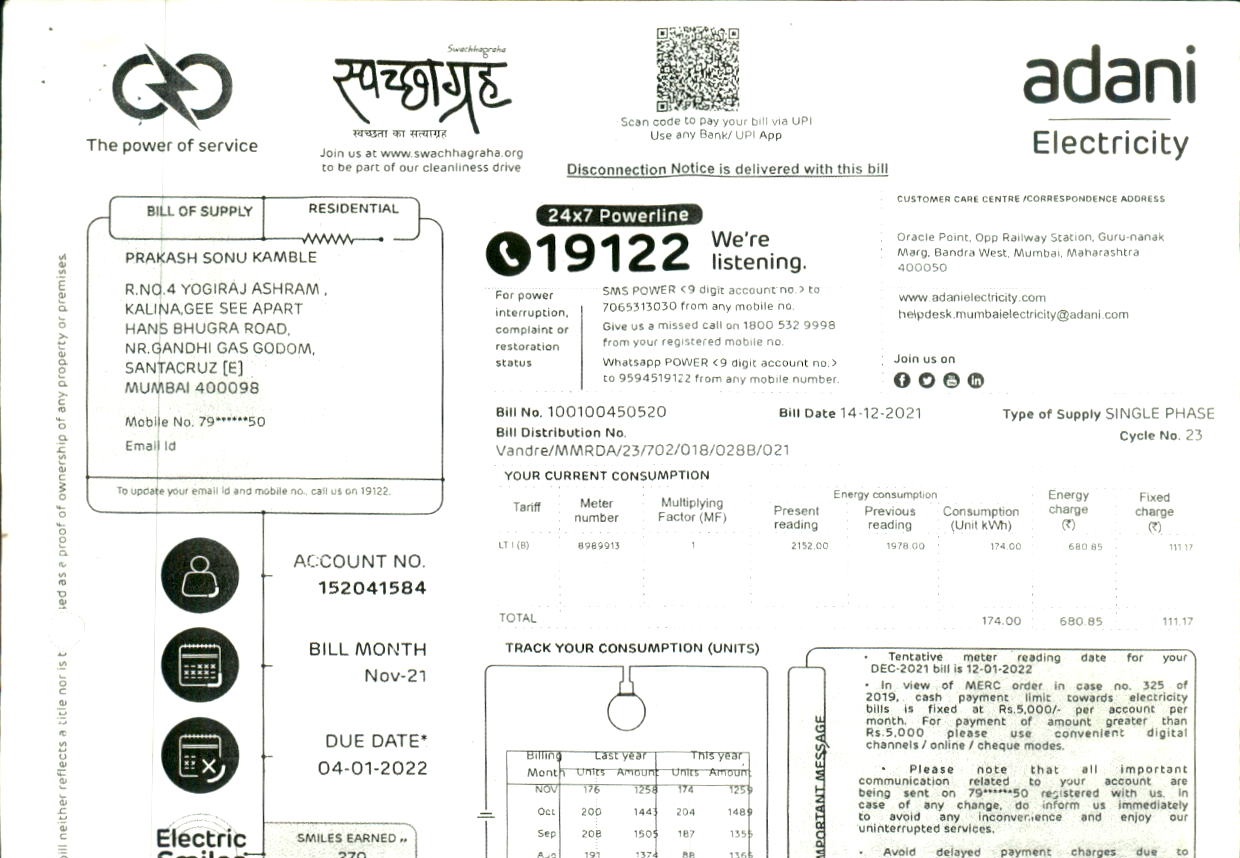 The power of service
Swachhagraha
स्वच्छाग्रह
स्वच्छता का सत्याग्रह
Join us at www.swachhagraha.org
to be part of our cleanliness drive
Scan code to pay your bill via UPI
Use any Bank/ UPI App
Disconnection Notice is delivered with this bill
adani
Electricity
BILL OF SUPPLY RESIDENTIAL
PRAKASH SONU KAMBLE
R.NO.4 YOGIRAJ ASHRAM ,
KALINA,GEE SEE APART
HANS BHUGRA ROAD,
NR.GANDHI GAS GODOM,
SANTACRUZ [E]
MUMBAI 400098
Mobile No. 79******50
Email Id
To update your email id and mobile no., call us on 19122.
24x7 Powerline
19122 We're
listening.
For power
interruption,
complaint or
restoration
status
SMS POWER <9 digit account no.> to
7065313030 from any mobile no.
Give us a missed call on 1800 532 9998
from your registered mobile no.
Whatsapp POWER <9 digit account no.>
to 9594519122 from any mobile number.
CUSTOMER CARE CENTRE /CORRESPONDENCE ADDRESS
Oracle Point, Opp Railway Station, Guru-nanak
Marg, Bandra West, Mumbai, Maharashtra
400050
www.adanielectricity.com
helpdesk.mumbaielectricity@adani.com
Join us on
Bill No. 100100450520 Bill Date 14-12-2021 Type of Supply SINGLE PHASE
Cycle No. 23
Bill Distribution No.
Vandre/MMRDA/23/702/018/028B/021
YOUR CURRENT CONSUMPTION
Tariff Meter number Multiplying Factor (MF) Energy consumption Present reading Previous reading Consumption (Unit kWh) Energy charge (₹) Fixed charge (₹)
LT I (B) 8989913 1 2152.00 1978.00 174.00 680.85 111.17
TOTAL 174.00 680.85 111.17
ACCOUNT NO.
152041584
BILL MONTH
Nov-21
DUE DATE*
04-01-2022
Electric
Smiles
SMILES EARNED
270
TRACK YOUR CONSUMPTION (UNITS)
Billing Last year This year
Month Units Amount Units Amount
NOV 176 1258 174 1259
Oct 200 1443 204 1489
Sep 208 1505 187 1355
Aug 191 1374 88 1366
IMPORTANT MESSAGE
• Tentative meter reading date for your
DEC-2021 bill is 12-01-2022
• In view of MERC order in case no. 325 of
2019, cash payment limit towards electricity
bills is fixed at Rs.5,000/- per account per
month. For payment of amount greater than
Rs.5,000 please use convenient digital
channels / online / cheque modes.
• Please note that all important
communication related to your account are
being sent on 79******50 registered with us. In
case of any change, do inform us immediately
to avoid any inconvenience and enjoy our
uninterrupted services.
• Avoid delayed payment charges due to
bill neither reflects a title nor is
ed as a proof of ownership of any property or premises.